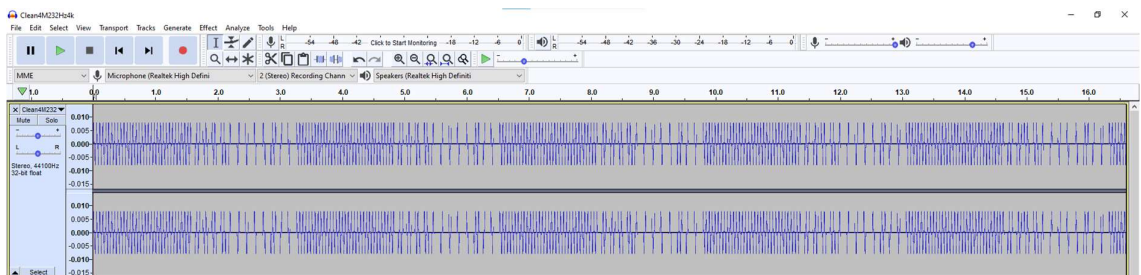 Clean4M232Hz4k
File Edit Select View Transport Tracks Generate Effect Analyze Tools Help
L R -54 -48 -42 Click to Start Monitoring -18 -12 -6 0 L R -54 -48 -42 -36 -30 -24 -18 -12 -6 0
MME Microphone (Realtek High Defini 2 (Stereo) Recording Chann Speakers (Realtek High Definiti
1.0 0.0 1.0 2.0 3.0 4.0 5.0 6.0 7.0 8.0 9.0 10.0 11.0 12.0 13.0 14.0 15.0 16.0
X Clean4M232
Mute Solo
- +
L R
Stereo, 44100Hz
32-bit float
Select
0.010
0.005
0.000
-0.005
-0.010
-0.015
0.010
0.005
0.000
-0.005
-0.010
-0.015